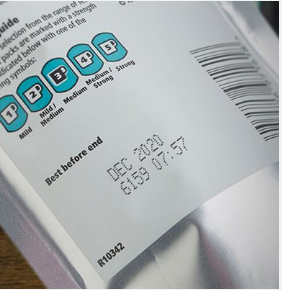 guide
selection from the range of
packs are marked with a strength
dicated below with one of the
ng symbols:
1 2 3 4 5
Mild
Mild / Medium
Medium
Medium / Strong
Strong
Best before end
DEC 2020
6159 07:57
R10342